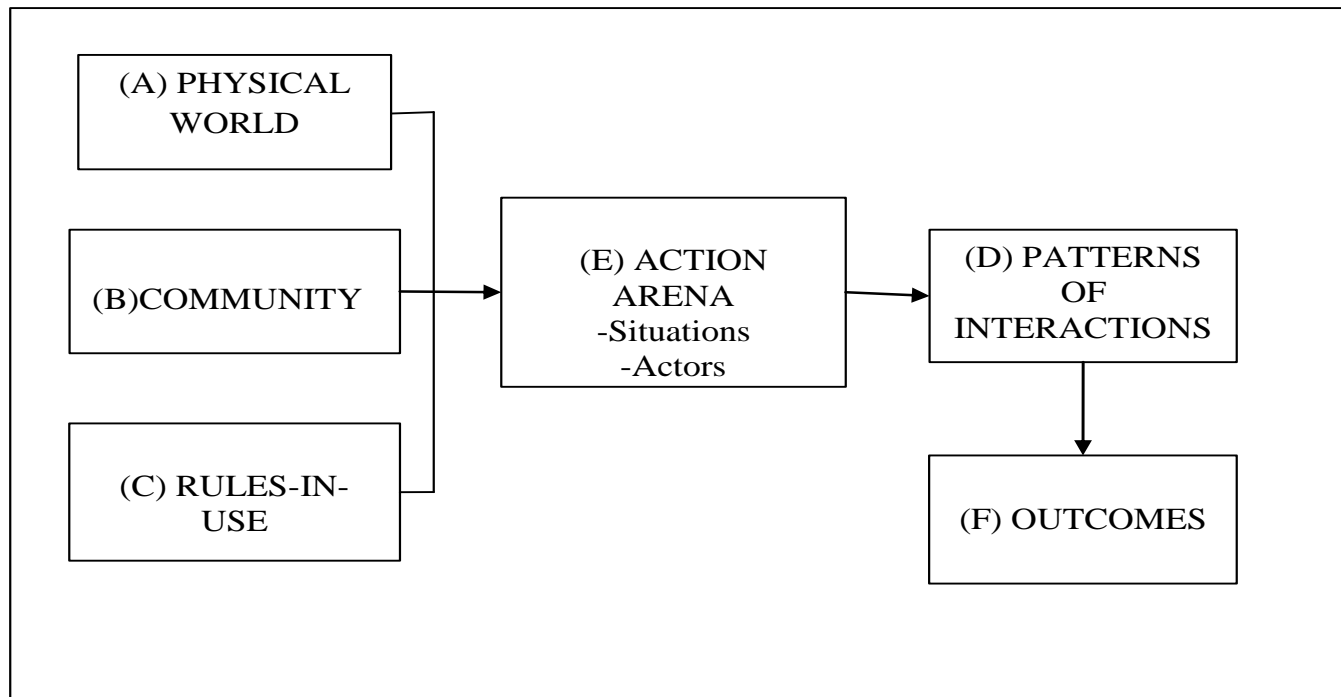 (A) PHYSICAL
WORLD
(B)COMMUNITY
(C) RULES-IN-
USE
(E) ACTION
ARENA
-Situations
-Actors
(D) PATTERNS
OF
INTERACTIONS
(F) OUTCOMES